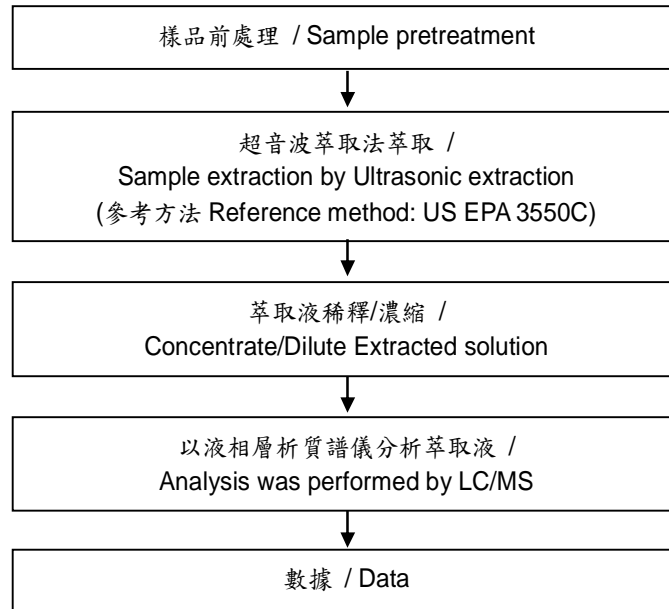 樣品前處理 / Sample pretreatment
超音波萃取法萃取 /
Sample extraction by Ultrasonic extraction
(參考方法 Reference method: US EPA 3550C)
萃取液稀釋/濃縮 /
Concentrate/Dilute Extracted solution
以液相層析質譜儀分析萃取液 /
Analysis was performed by LC/MS
數據 / Data